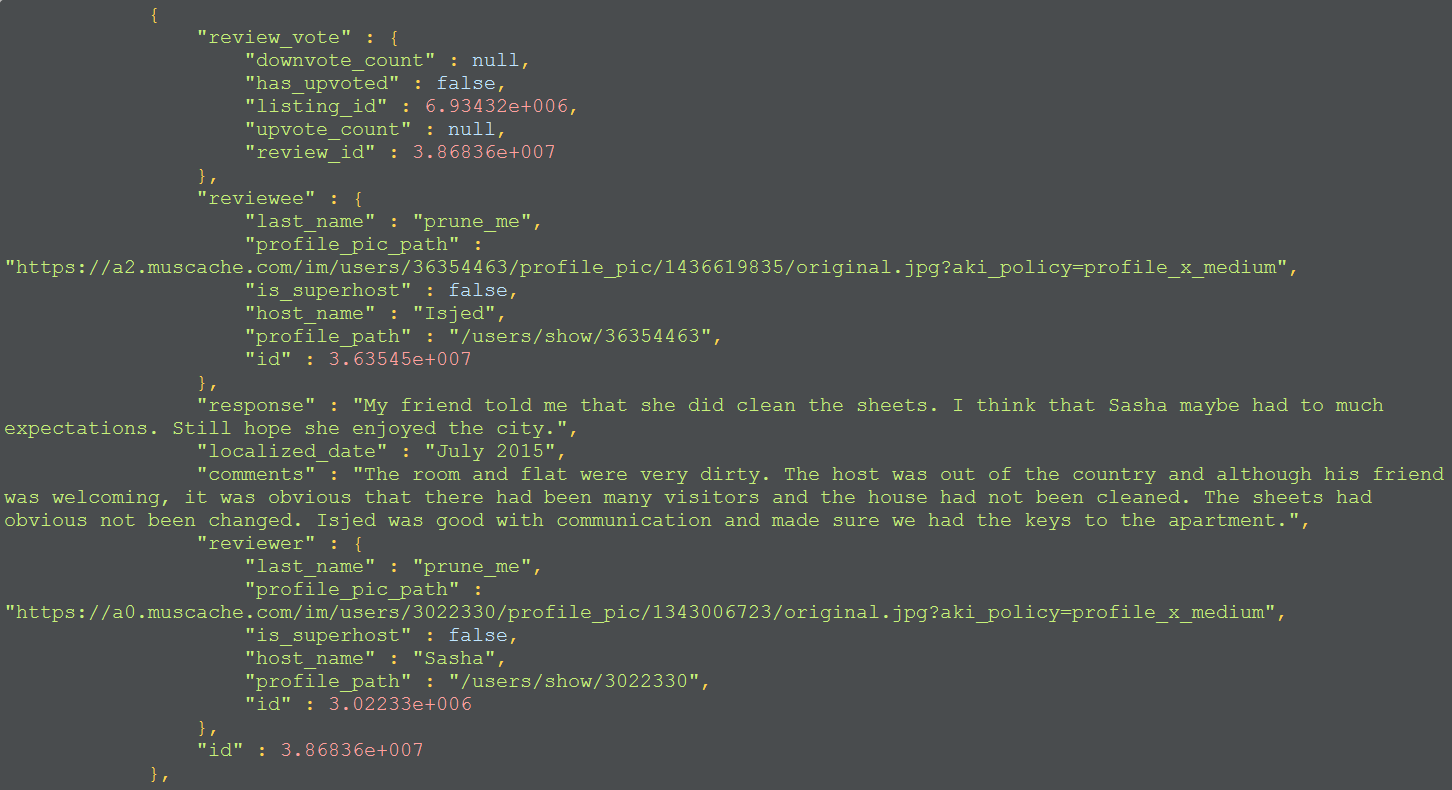 {
"review_vote" : {
"downvote_count" : null,
"has_upvoted" : false,
"listing_id" : 6.93432e+006,
"upvote_count" : null,
"review_id" : 3.86836e+007
},
"reviewee" : {
"last_name" : "prune_me",
"profile_pic_path" :
"https://a2.muscache.com/im/users/36354463/profile_pic/1436619835/original.jpg?aki_policy=profile_x_medium",
"is_superhost" : false,
"host_name" : "Isjed",
"profile_path" : "/users/show/36354463",
"id" : 3.63545e+007
},
"response" : "My friend told me that she did clean the sheets. I think that Sasha maybe had to much
expectations. Still hope she enjoyed the city.",
"localized_date" : "July 2015",
"comments" : "The room and flat were very dirty. The host was out of the country and although his friend
was welcoming, it was obvious that there had been many visitors and the house had not been cleaned. The sheets had
obvious not been changed. Isjed was good with communication and made sure we had the keys to the apartment.",
"reviewer" : {
"last_name" : "prune_me",
"profile_pic_path" :
"https://a0.muscache.com/im/users/3022330/profile_pic/1343006723/original.jpg?aki_policy=profile_x_medium",
"is_superhost" : false,
"host_name" : "Sasha",
"profile_path" : "/users/show/3022330",
"id" : 3.02233e+006
},
"id" : 3.86836e+007
},